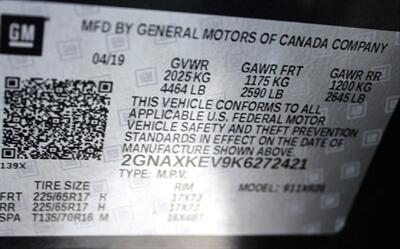 GM
MFD BY GENERAL MOTORS OF CANADA COMPANY
04/19 GVWR GAWR FRT GAWR RR
2025 KG 1175 KG 1200 KG
4464 LB 2590 LB 2645 LB
THIS VEHICLE CONFORMS TO ALL
APPLICABLE U.S. FEDERAL MOTOR
VEHICLE SAFETY AND THEFT PREVENTION
STANDARDS IN EFFECT ON THE DATE OF
MANUFACTURE SHOWN ABOVE.
139X 2GNAXKEV9K6272421
TYPE: M.P.V.
TIRE SIZE RIM
FRT 225/65R17 H 17X7J
RR 225/65R17 H 17X7J
SPA T135/70R16 M 16X4BT